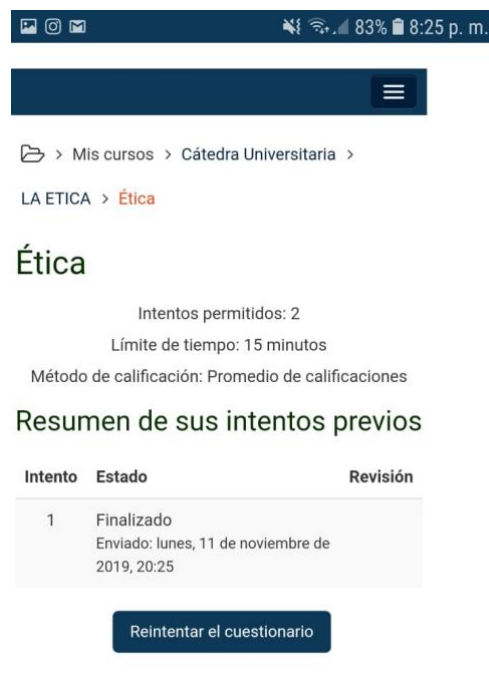 83% 8:25 p. m.
> Mis cursos > Cátedra Universitaria >
LA ETICA > Ética
Ética
Intentos permitidos: 2
Límite de tiempo: 15 minutos
Método de calificación: Promedio de calificaciones
Resumen de sus intentos previos
Intento Estado Revisión
1 Finalizado
Enviado: lunes, 11 de noviembre de
2019, 20:25
Reintentar el cuestionario